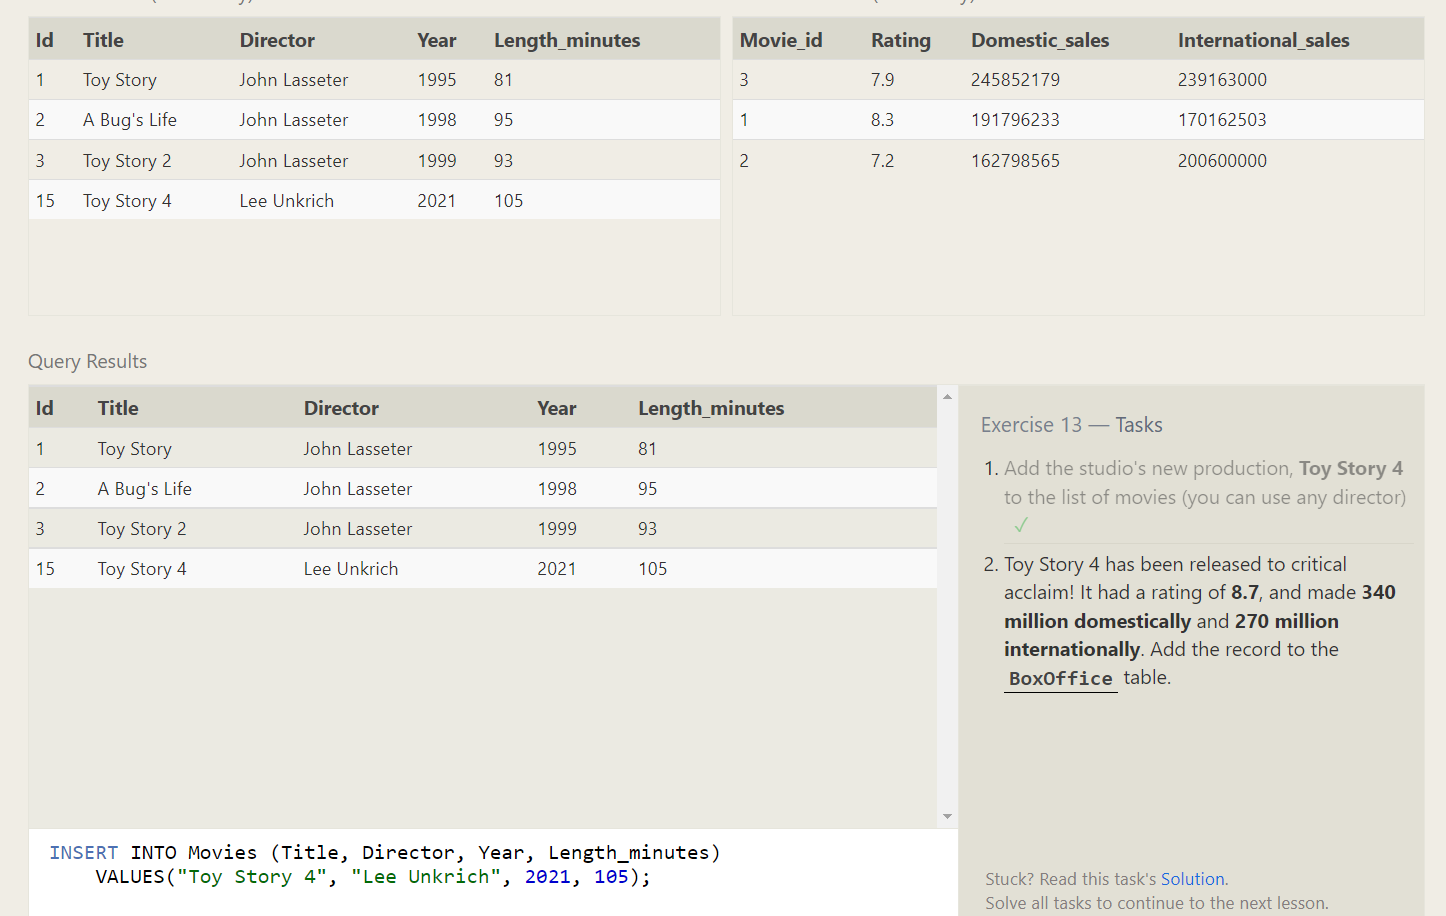 Id Title Director Year Length_minutes
1 Toy Story John Lasseter 1995 81
2 A Bug's Life John Lasseter 1998 95
3 Toy Story 2 John Lasseter 1999 93
15 Toy Story 4 Lee Unkrich 2021 105
Movie_id Rating Domestic_sales International_sales
3 7.9 245852179 239163000
1 8.3 191796233 170162503
2 7.2 162798565 200600000
Query Results
Id Title Director Year Length_minutes
1 Toy Story John Lasseter 1995 81
2 A Bug's Life John Lasseter 1998 95
3 Toy Story 2 John Lasseter 1999 93
15 Toy Story 4 Lee Unkrich 2021 105
INSERT INTO Movies (Title, Director, Year, Length_minutes)
VALUES("Toy Story 4", "Lee Unkrich", 2021, 105);
Exercise 13 — Tasks
1. Add the studio's new production, Toy Story 4
to the list of movies (you can use any director)
✓
2. Toy Story 4 has been released to critical
acclaim! It had a rating of 8.7, and made 340
million domestically and 270 million
internationally. Add the record to the
BoxOffice table.
Stuck? Read this task's Solution.
Solve all tasks to continue to the next lesson.